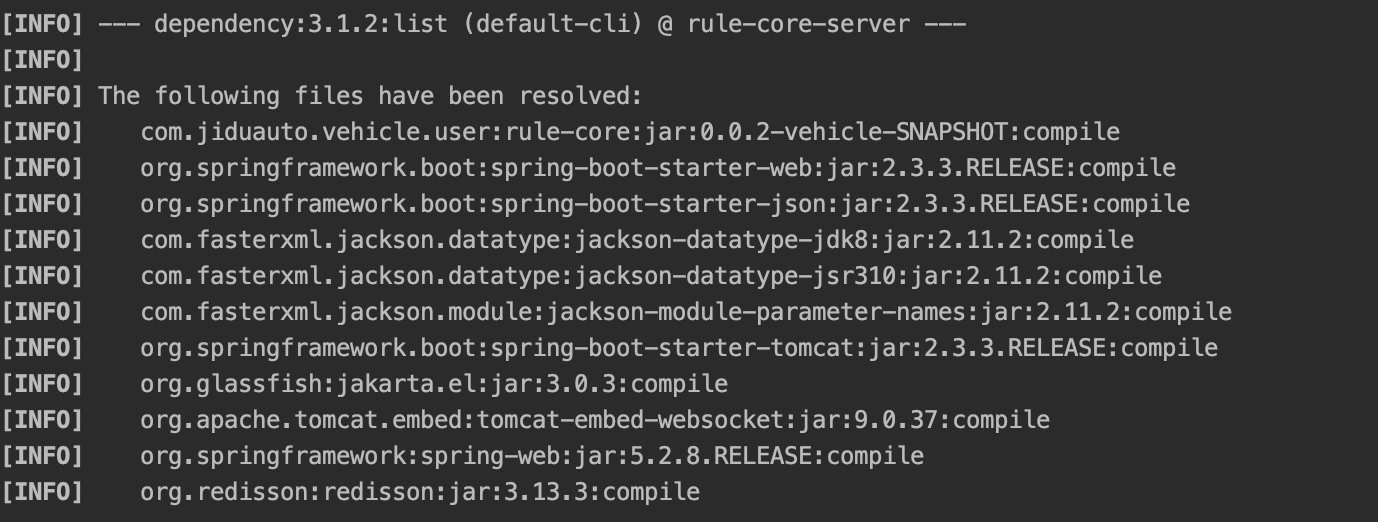 [INFO] --- dependency:3.1.2:list (default-cli) @ rule-core-server ---
[INFO]
[INFO] The following files have been resolved:
[INFO]    com.jiduauto.vehicle.user:rule-core:jar:0.0.2-vehicle-SNAPSHOT:compile
[INFO]    org.springframework.boot:spring-boot-starter-web:jar:2.3.3.RELEASE:compile
[INFO]    org.springframework.boot:spring-boot-starter-json:jar:2.3.3.RELEASE:compile
[INFO]    com.fasterxml.jackson.datatype:jackson-datatype-jdk8:jar:2.11.2:compile
[INFO]    com.fasterxml.jackson.datatype:jackson-datatype-jsr310:jar:2.11.2:compile
[INFO]    com.fasterxml.jackson.module:jackson-module-parameter-names:jar:2.11.2:compile
[INFO]    org.springframework.boot:spring-boot-starter-tomcat:jar:2.3.3.RELEASE:compile
[INFO]    org.glassfish:jakarta.el:jar:3.0.3:compile
[INFO]    org.apache.tomcat.embed:tomcat-embed-websocket:jar:9.0.37:compile
[INFO]    org.springframework:spring-web:jar:5.2.8.RELEASE:compile
[INFO]    org.redisson:redisson:jar:3.13.3:compile